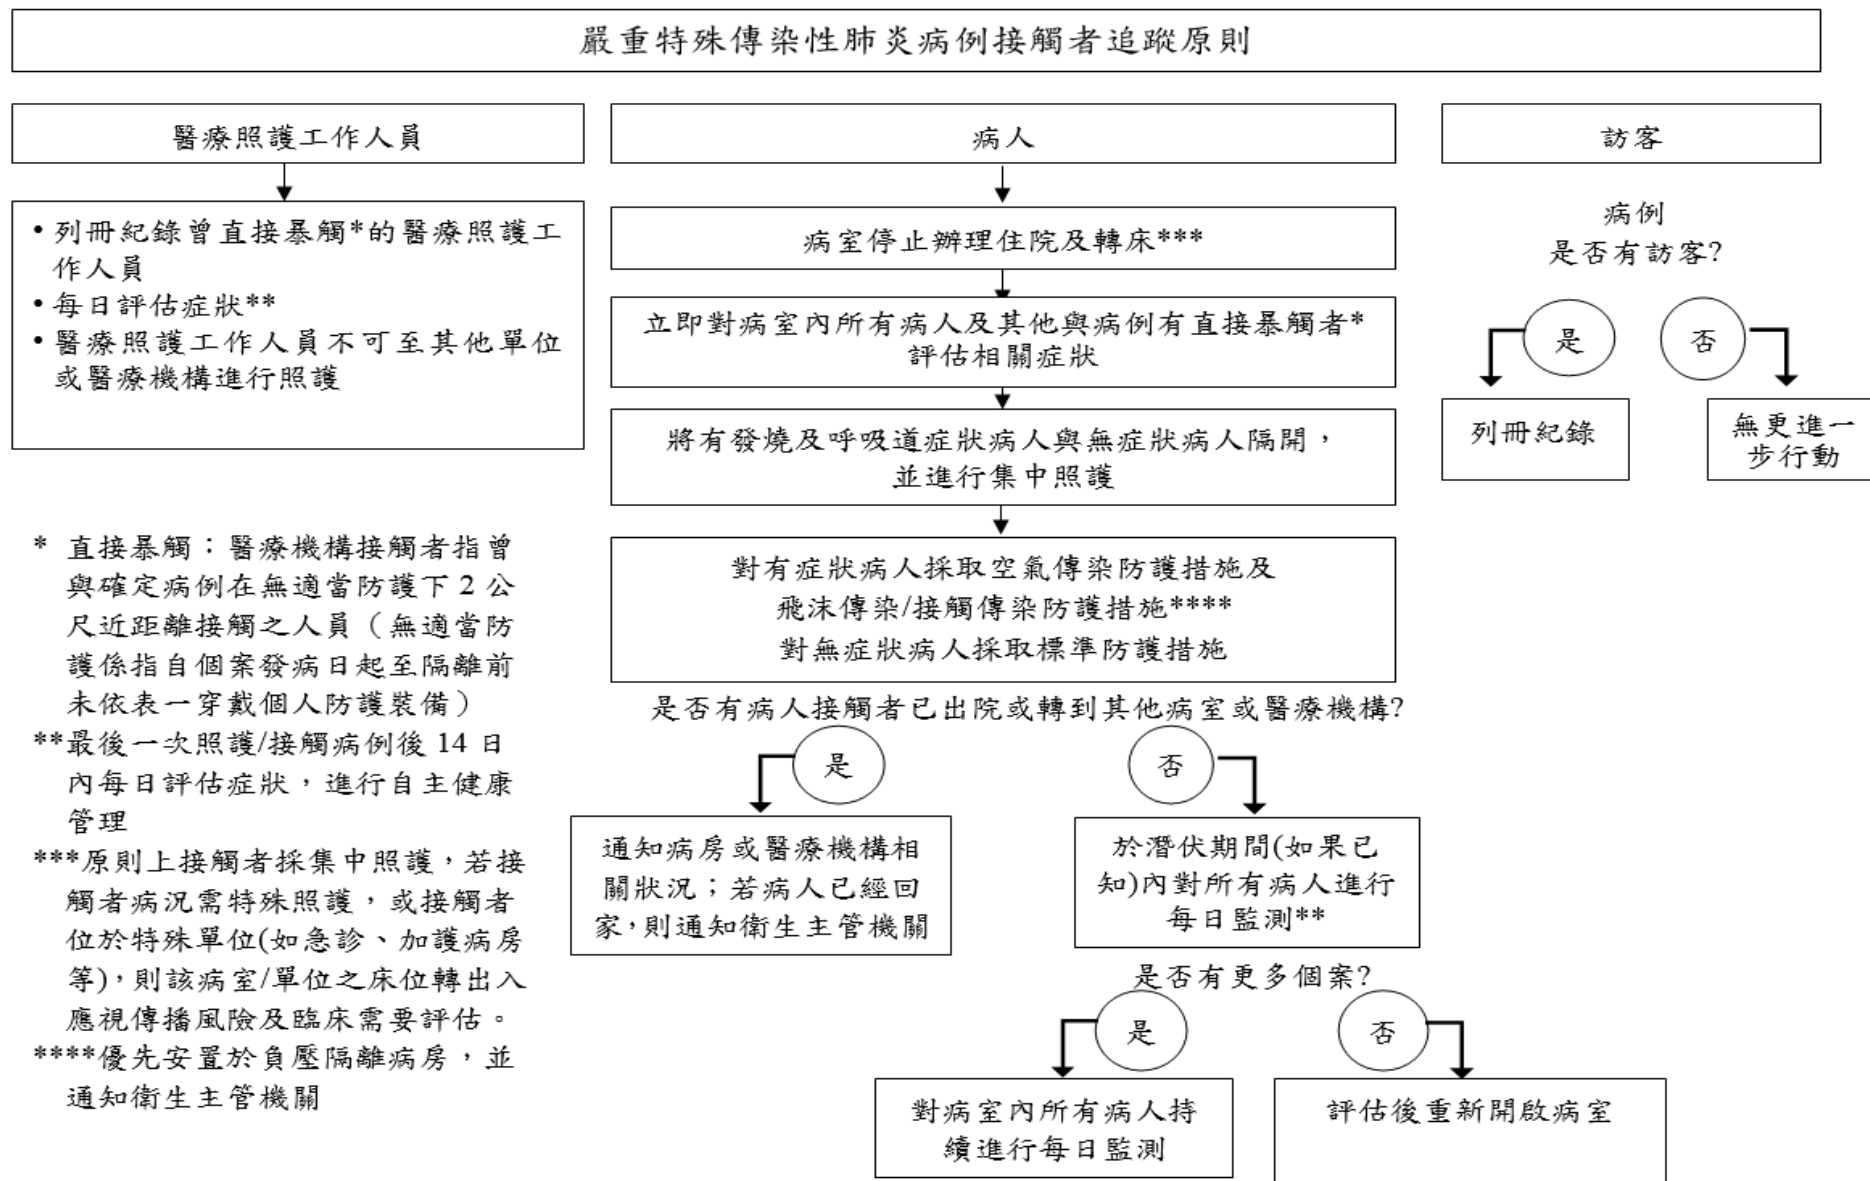 嚴重特殊傳染性肺炎病例接觸者追蹤原則
醫療照護工作人員
• 列冊紀錄曾直接暴觸*的醫療照護工
作人員
• 每日評估症狀**
• 醫療照護工作人員不可至其他單位
或醫療機構進行照護
病人
病室停止辦理住院及轉床***
立即對病室內所有病人及其他與病例有直接暴觸者*
評估相關症狀
將有發燒及呼吸道症狀病人與無症狀病人隔開，
並進行集中照護
對有症狀病人採取空氣傳染防護措施及
飛沫傳染/接觸傳染防護措施****
對無症狀病人採取標準防護措施
是否有病人接觸者已出院或轉到其他病室或醫療機構?
是
否
通知病房或醫療機構相
關狀況；若病人已經回
家，則通知衛生主管機關
於潛伏期間(如果已
知)內對所有病人進行
每日監測**
是否有更多個案?
是
否
對病室內所有病人持
續進行每日監測
評估後重新開啟病室
訪客
病例
是否有訪客?
是
否
列冊紀錄
無更進一
步行動
* 直接暴觸：醫療機構接觸者指曾
與確定病例在無適當防護下 2 公
尺近距離接觸之人員（無適當防
護係指自個案發病日起至隔離前
未依表一穿戴個人防護裝備）
**最後一次照護/接觸病例後 14 日
內每日評估症狀，進行自主健康
管理
***原則上接觸者採集中照護，若接
觸者病況需特殊照護，或接觸者
位於特殊單位(如急診、加護病房
等)，則該病室/單位之床位轉出入
應視傳播風險及臨床需要評估。
****優先安置於負壓隔離病房，並
通知衛生主管機關